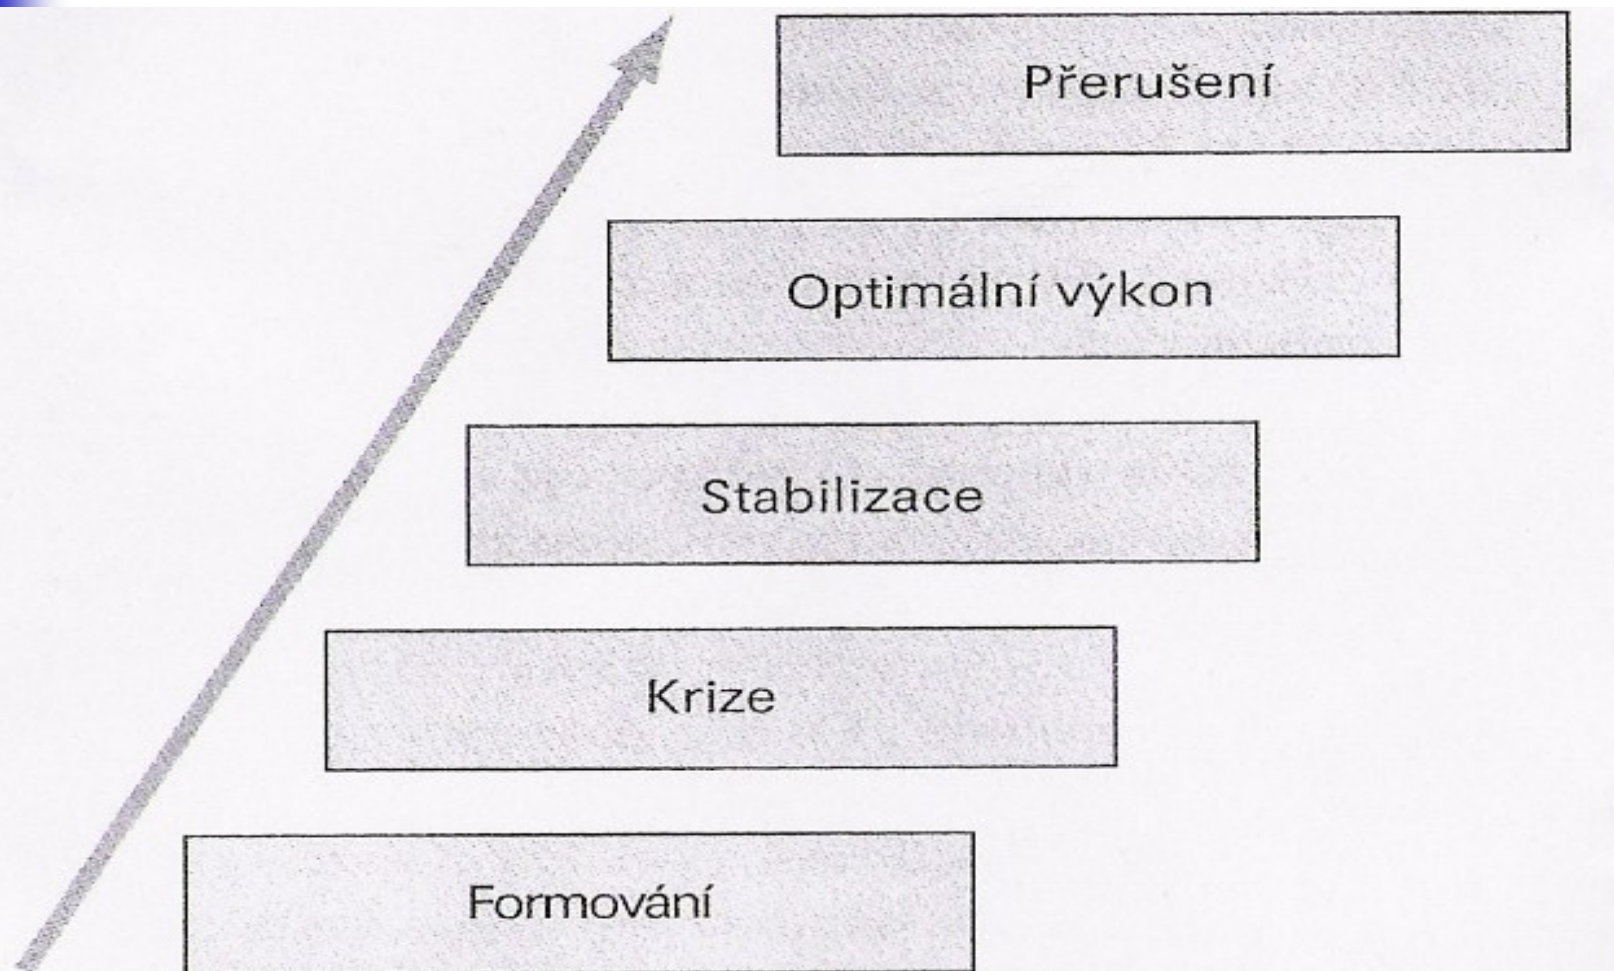 Přerušení
Optimální výkon
Stabilizace
Krize
Formování